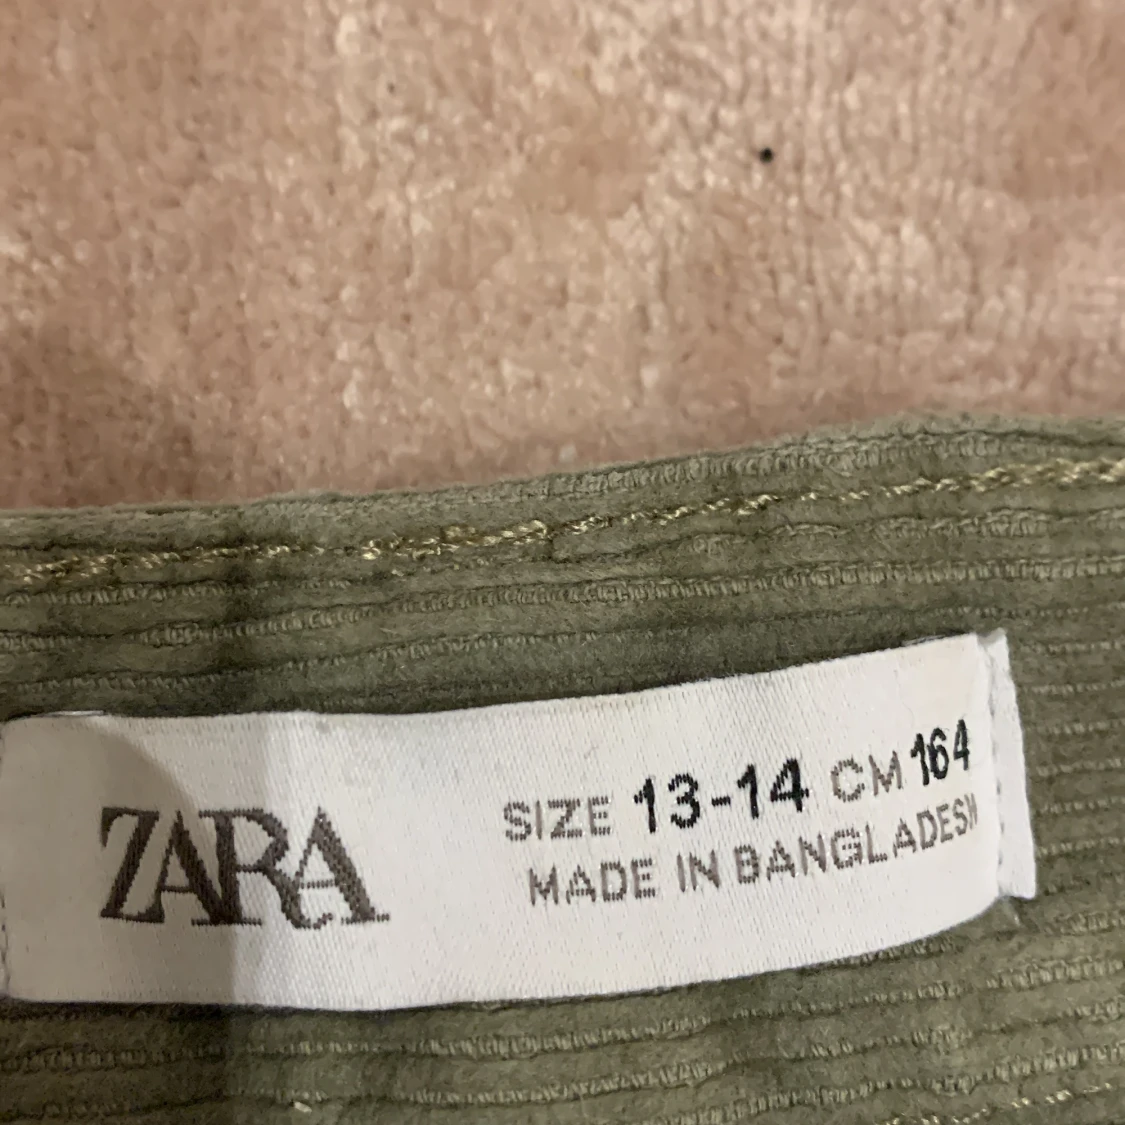 ZARA
SIZE 13-14 CM 164
MADE IN BANGLADESH